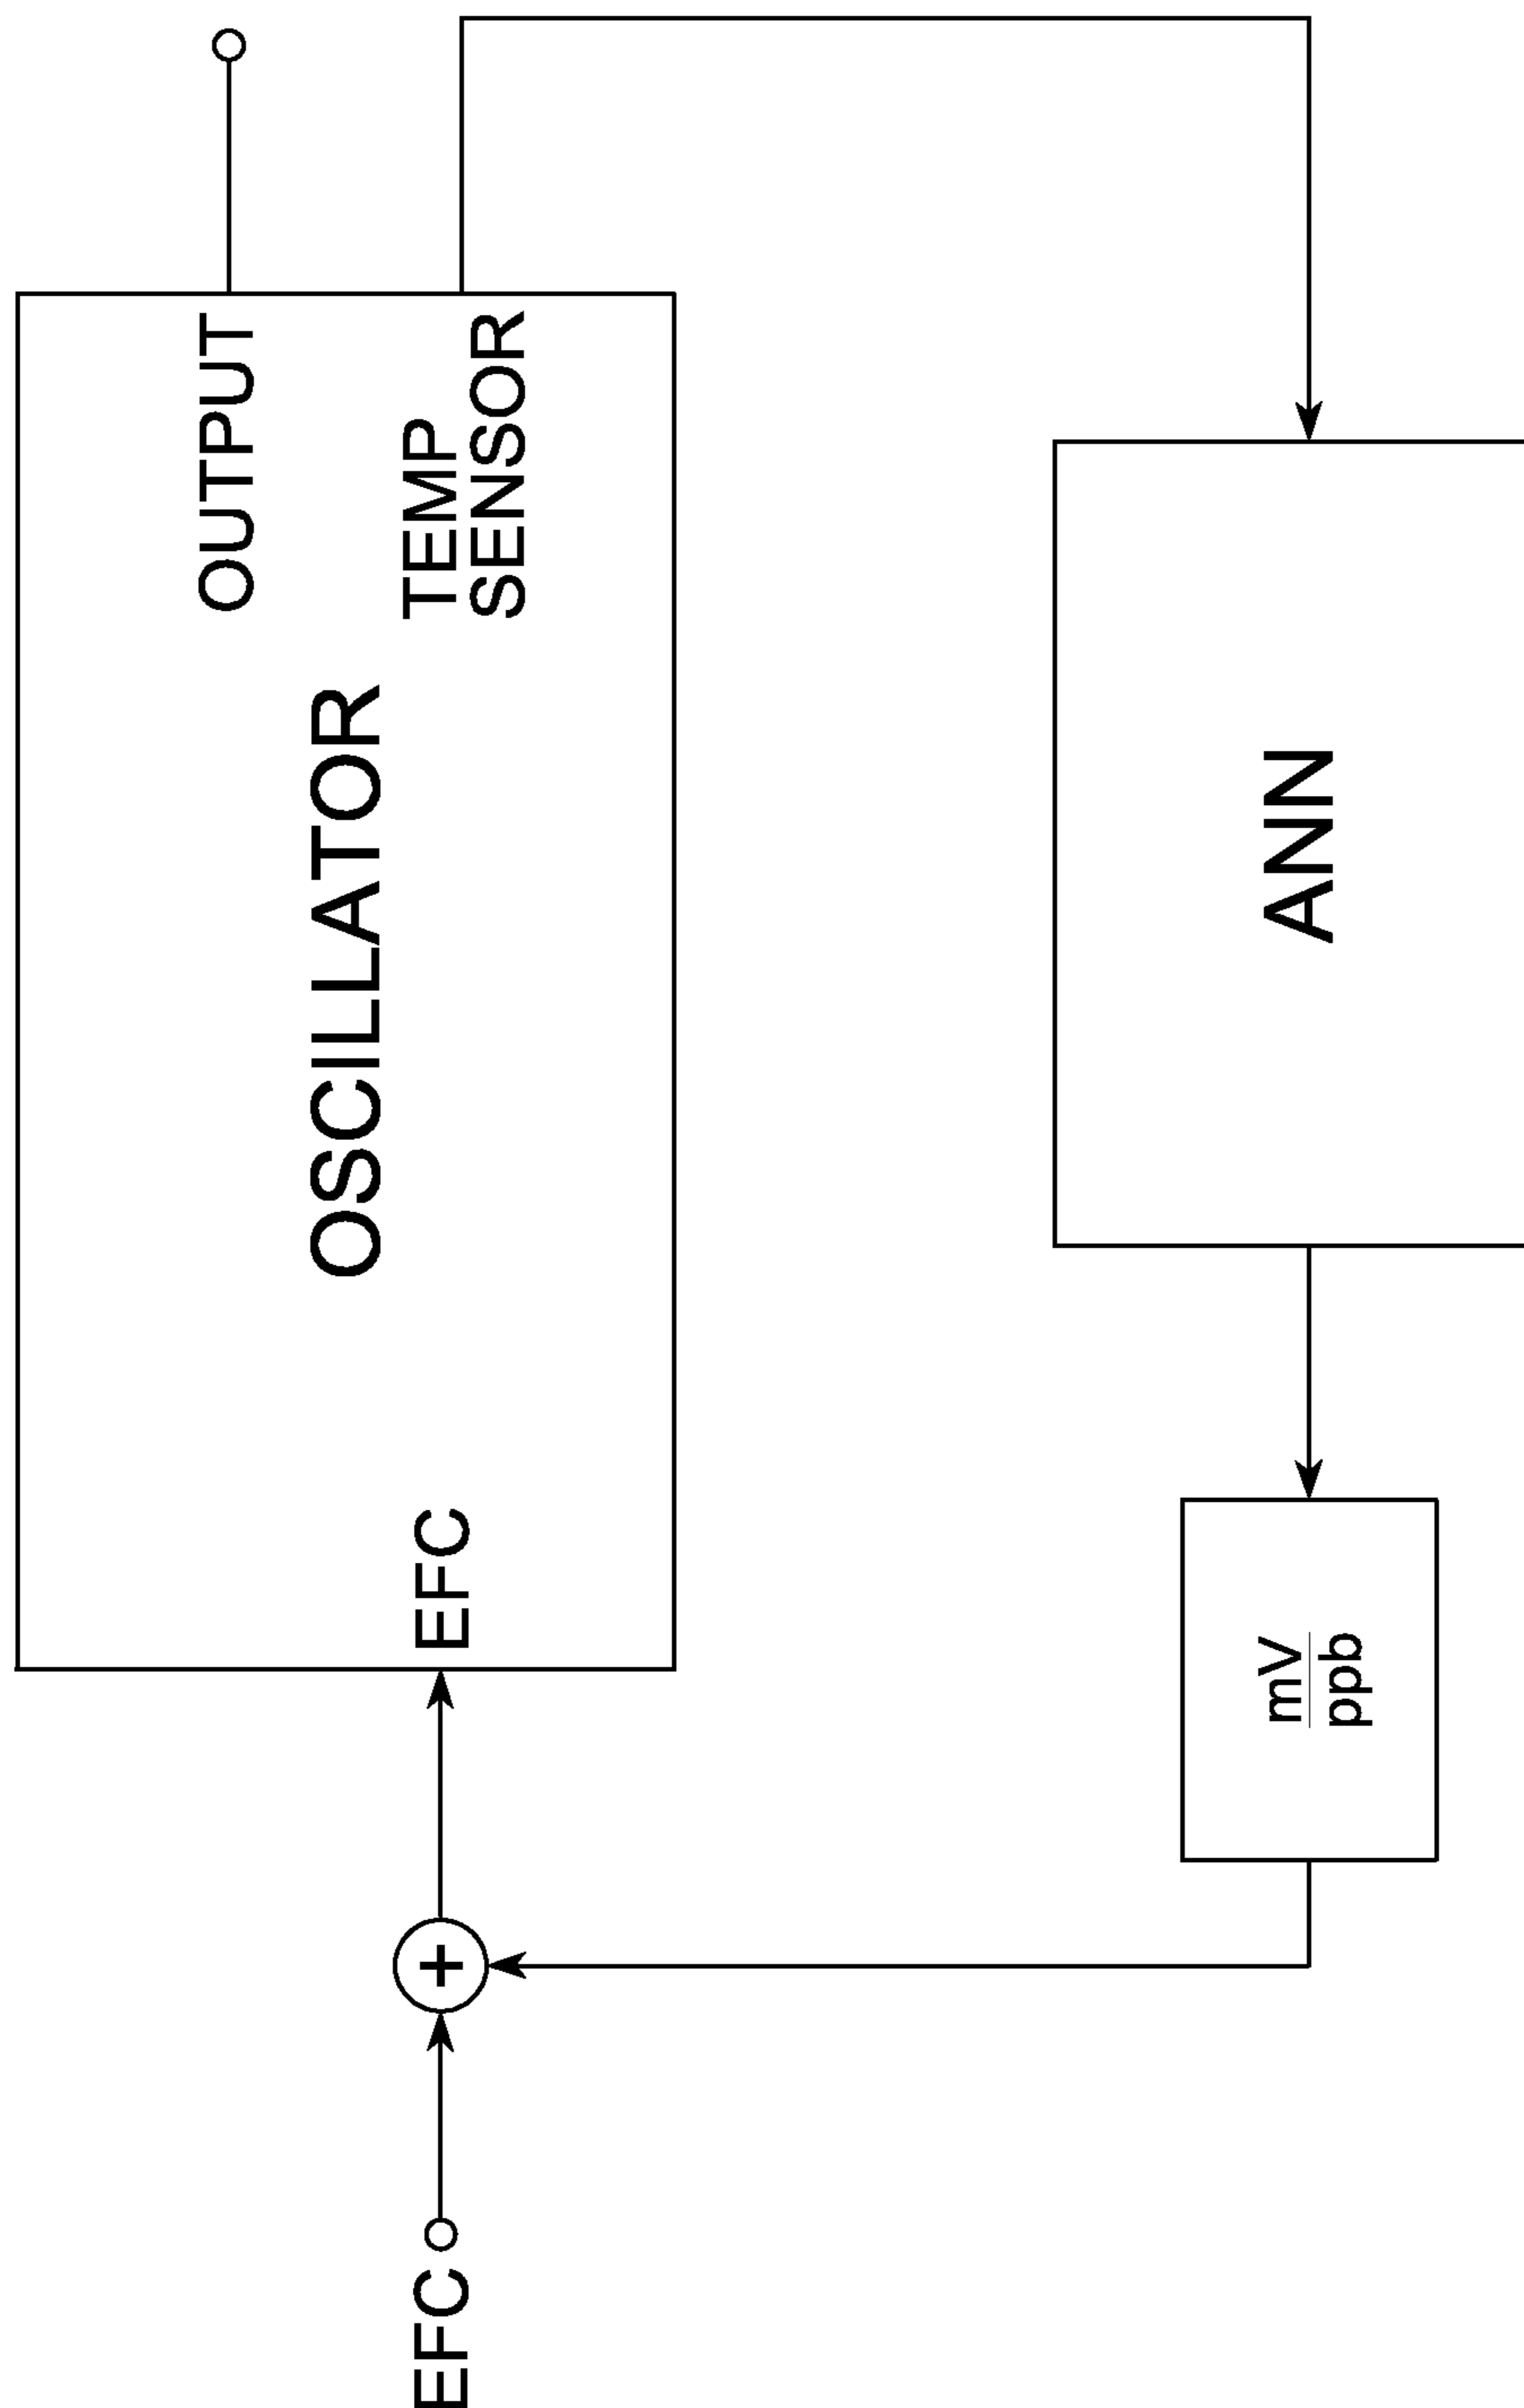 OSCILLATOR
OUTPUT
TEMP
SENSOR
EFC
EFC
+
ANN
mV
ppb